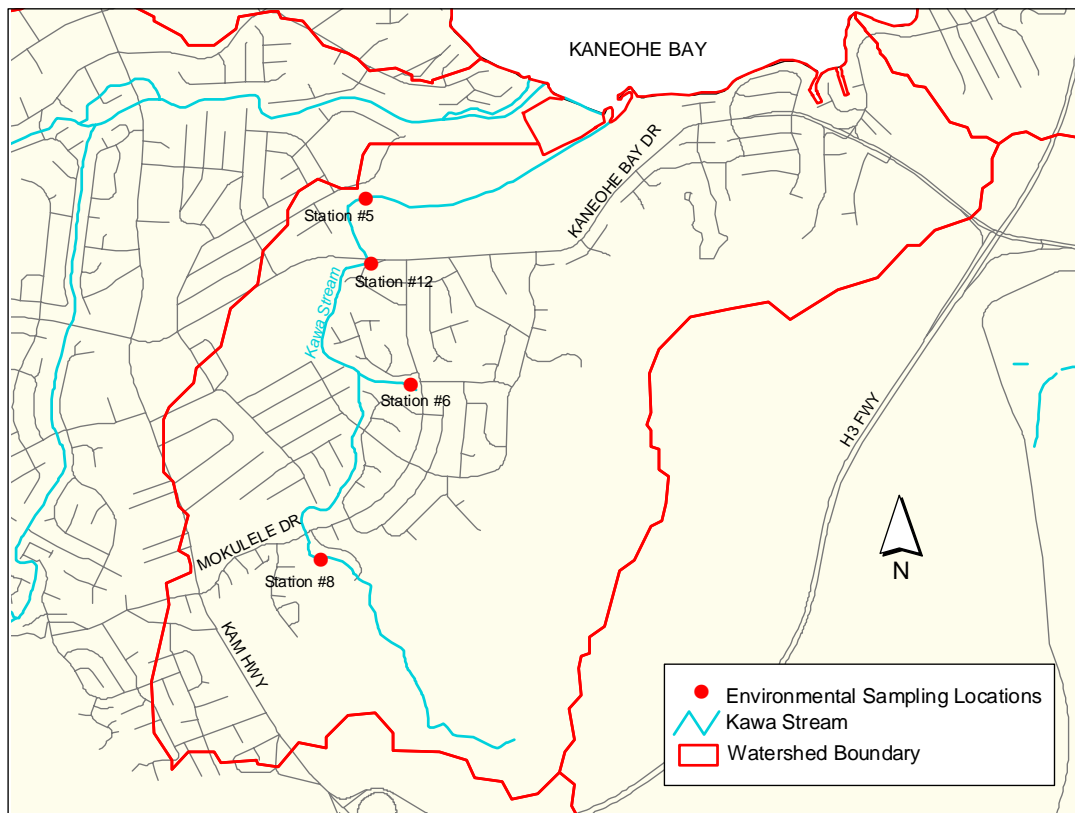 KANEOHE BAY
KANEOHE BAY DR
Station #5
Station #12
Kawa Stream
Station #6
H3 FWY
MOKULELE DR
Station #8
N
KAM HWY
Environmental Sampling Locations
Kawa Stream
Watershed Boundary